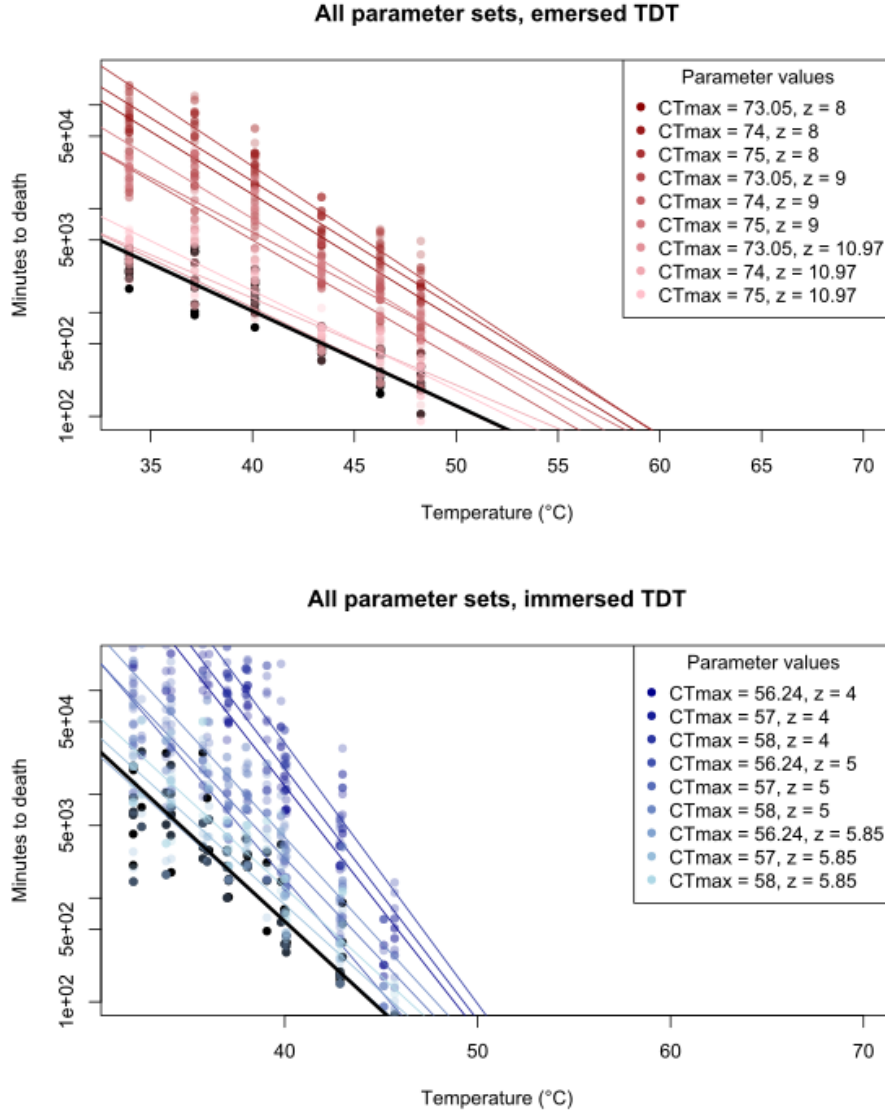 All parameter sets, emersed TDT
Minutes to death
5e+04
5e+03
5e+02
1e+02
Parameter values
CTmax = 73.05, z = 8
CTmax = 74, z = 8
CTmax = 75, z = 8
CTmax = 73.05, z = 9
CTmax = 74, z = 9
CTmax = 75, z = 9
CTmax = 73.05, z = 10.97
CTmax = 74, z = 10.97
CTmax = 75, z = 10.97
35 40 45 50 55 60 65 70
Temperature (°C)
All parameter sets, immersed TDT
Minutes to death
5e+04
5e+03
5e+02
1e+02
Parameter values
CTmax = 56.24, z = 4
CTmax = 57, z = 4
CTmax = 58, z = 4
CTmax = 56.24, z = 5
CTmax = 57, z = 5
CTmax = 58, z = 5
CTmax = 56.24, z = 5.85
CTmax = 57, z = 5.85
CTmax = 58, z = 5.85
40 50 60 70
Temperature (°C)